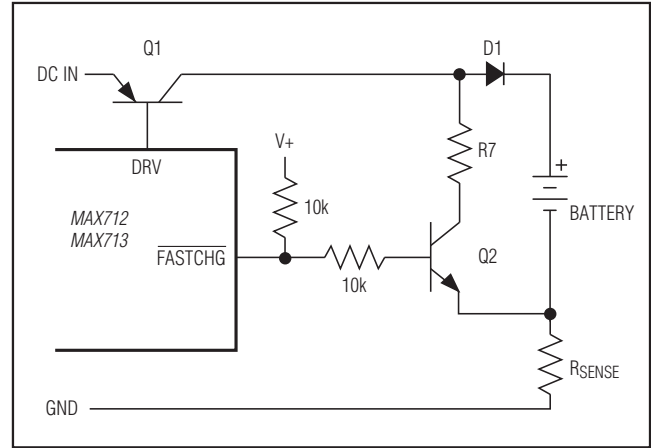 Q1
D1
DC IN
V+
R7
DRV
+
10k
MAX712
MAX713
BATTERY
FASTCHG
Q2
10k
RSENSE
GND